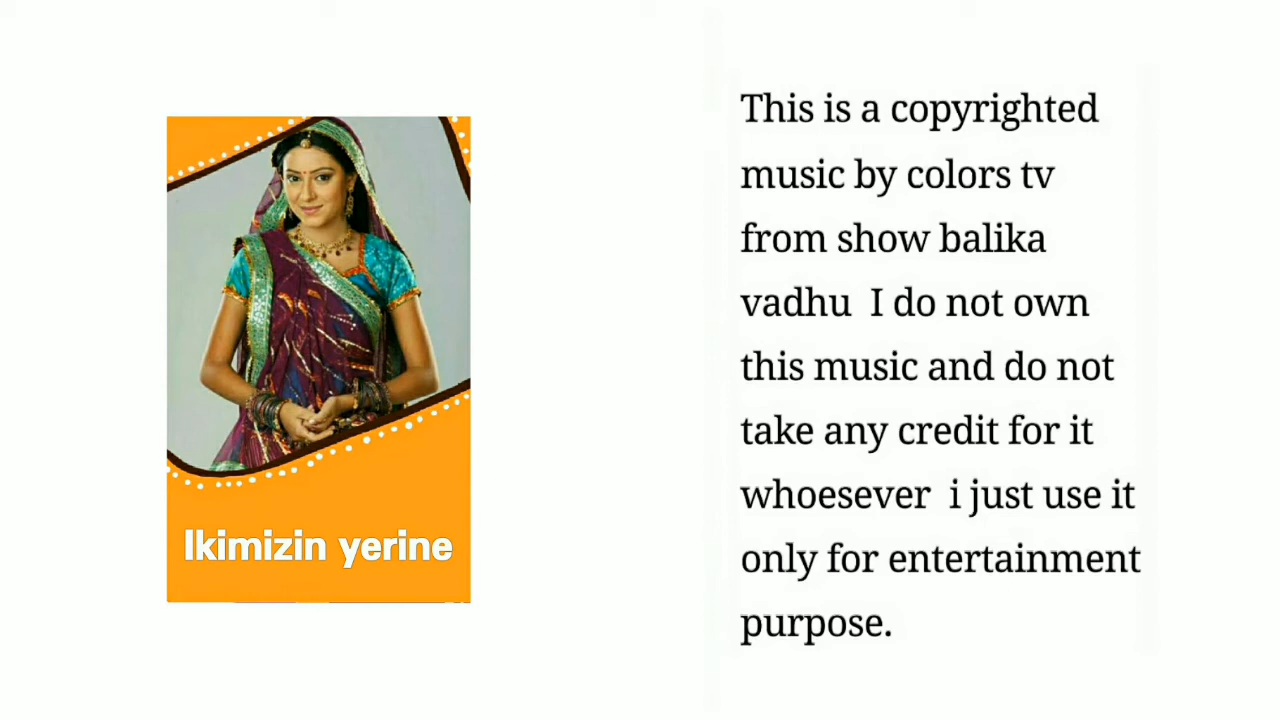 Ikimizin yerine
This is a copyrighted
music by colors tv
from show balika
vadhu  I do not own
this music and do not
take any credit for it
whoesever  i just use it
only for entertainment
purpose.